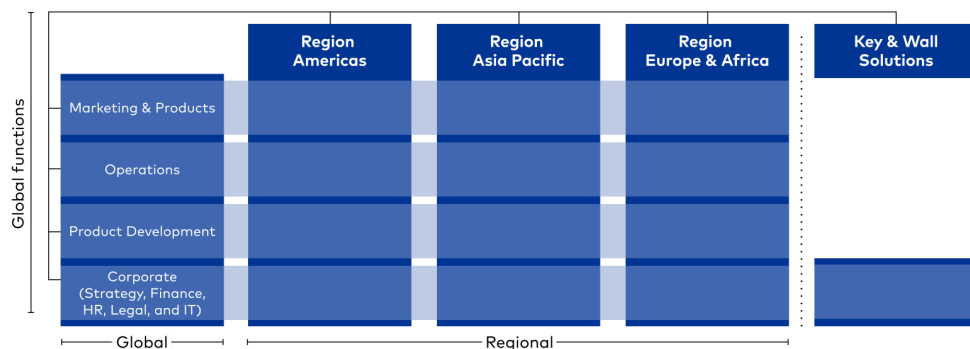 Region
Americas
Region
Asia Pacific
Region
Europe & Africa
Key & Wall
Solutions
Global functions
Marketing & Products
Operations
Product Development
Corporate
(Strategy, Finance,
HR, Legal, and IT)
Global
Regional